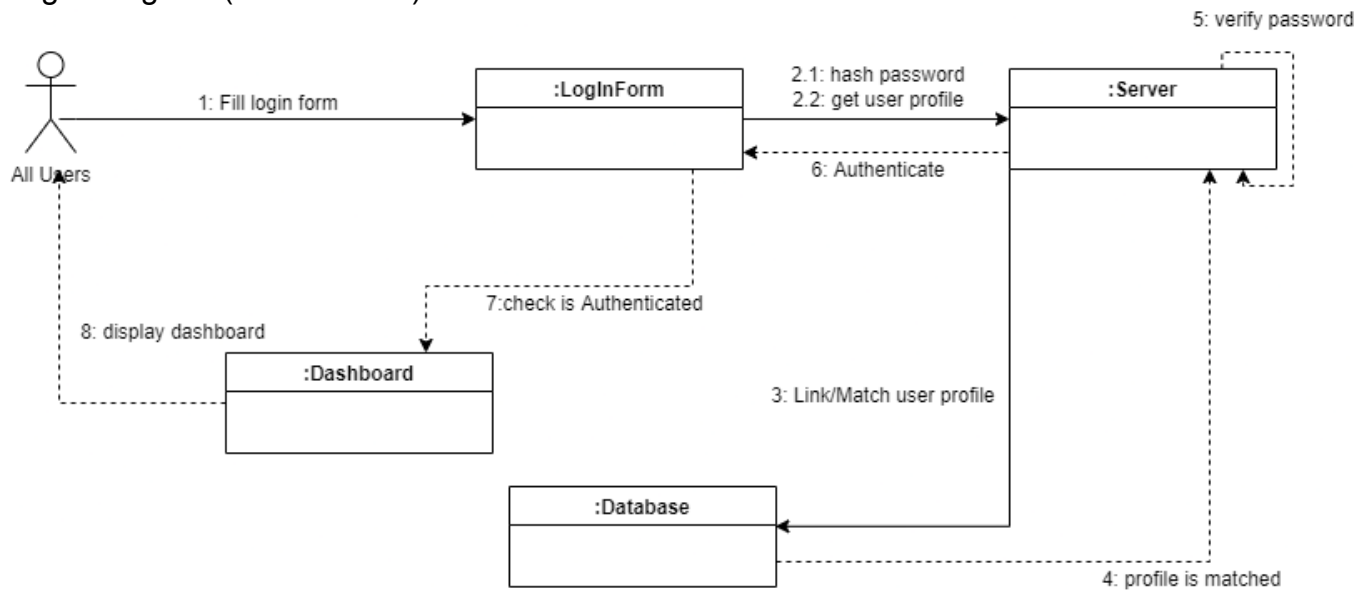 5: verify password
:LogInForm
2.1: hash password
2.2: get user profile
:Server
1: Fill login form
6: Authenticate
All Users
7:check is Authenticated
8: display dashboard
:Dashboard
3: Link/Match user profile
:Database
4: profile is matched